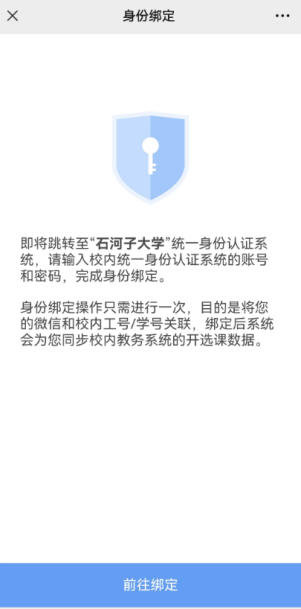 身份绑定
即将跳转至“石河子大学”统一身份认证系
统，请输入校内统一身份认证系统的账号
和密码，完成身份绑定。
身份绑定操作只需进行一次，目的是将您
的微信和校内工号/学号关联，绑定后系统
会为您同步校内教务系统的开选课数据。
前往绑定